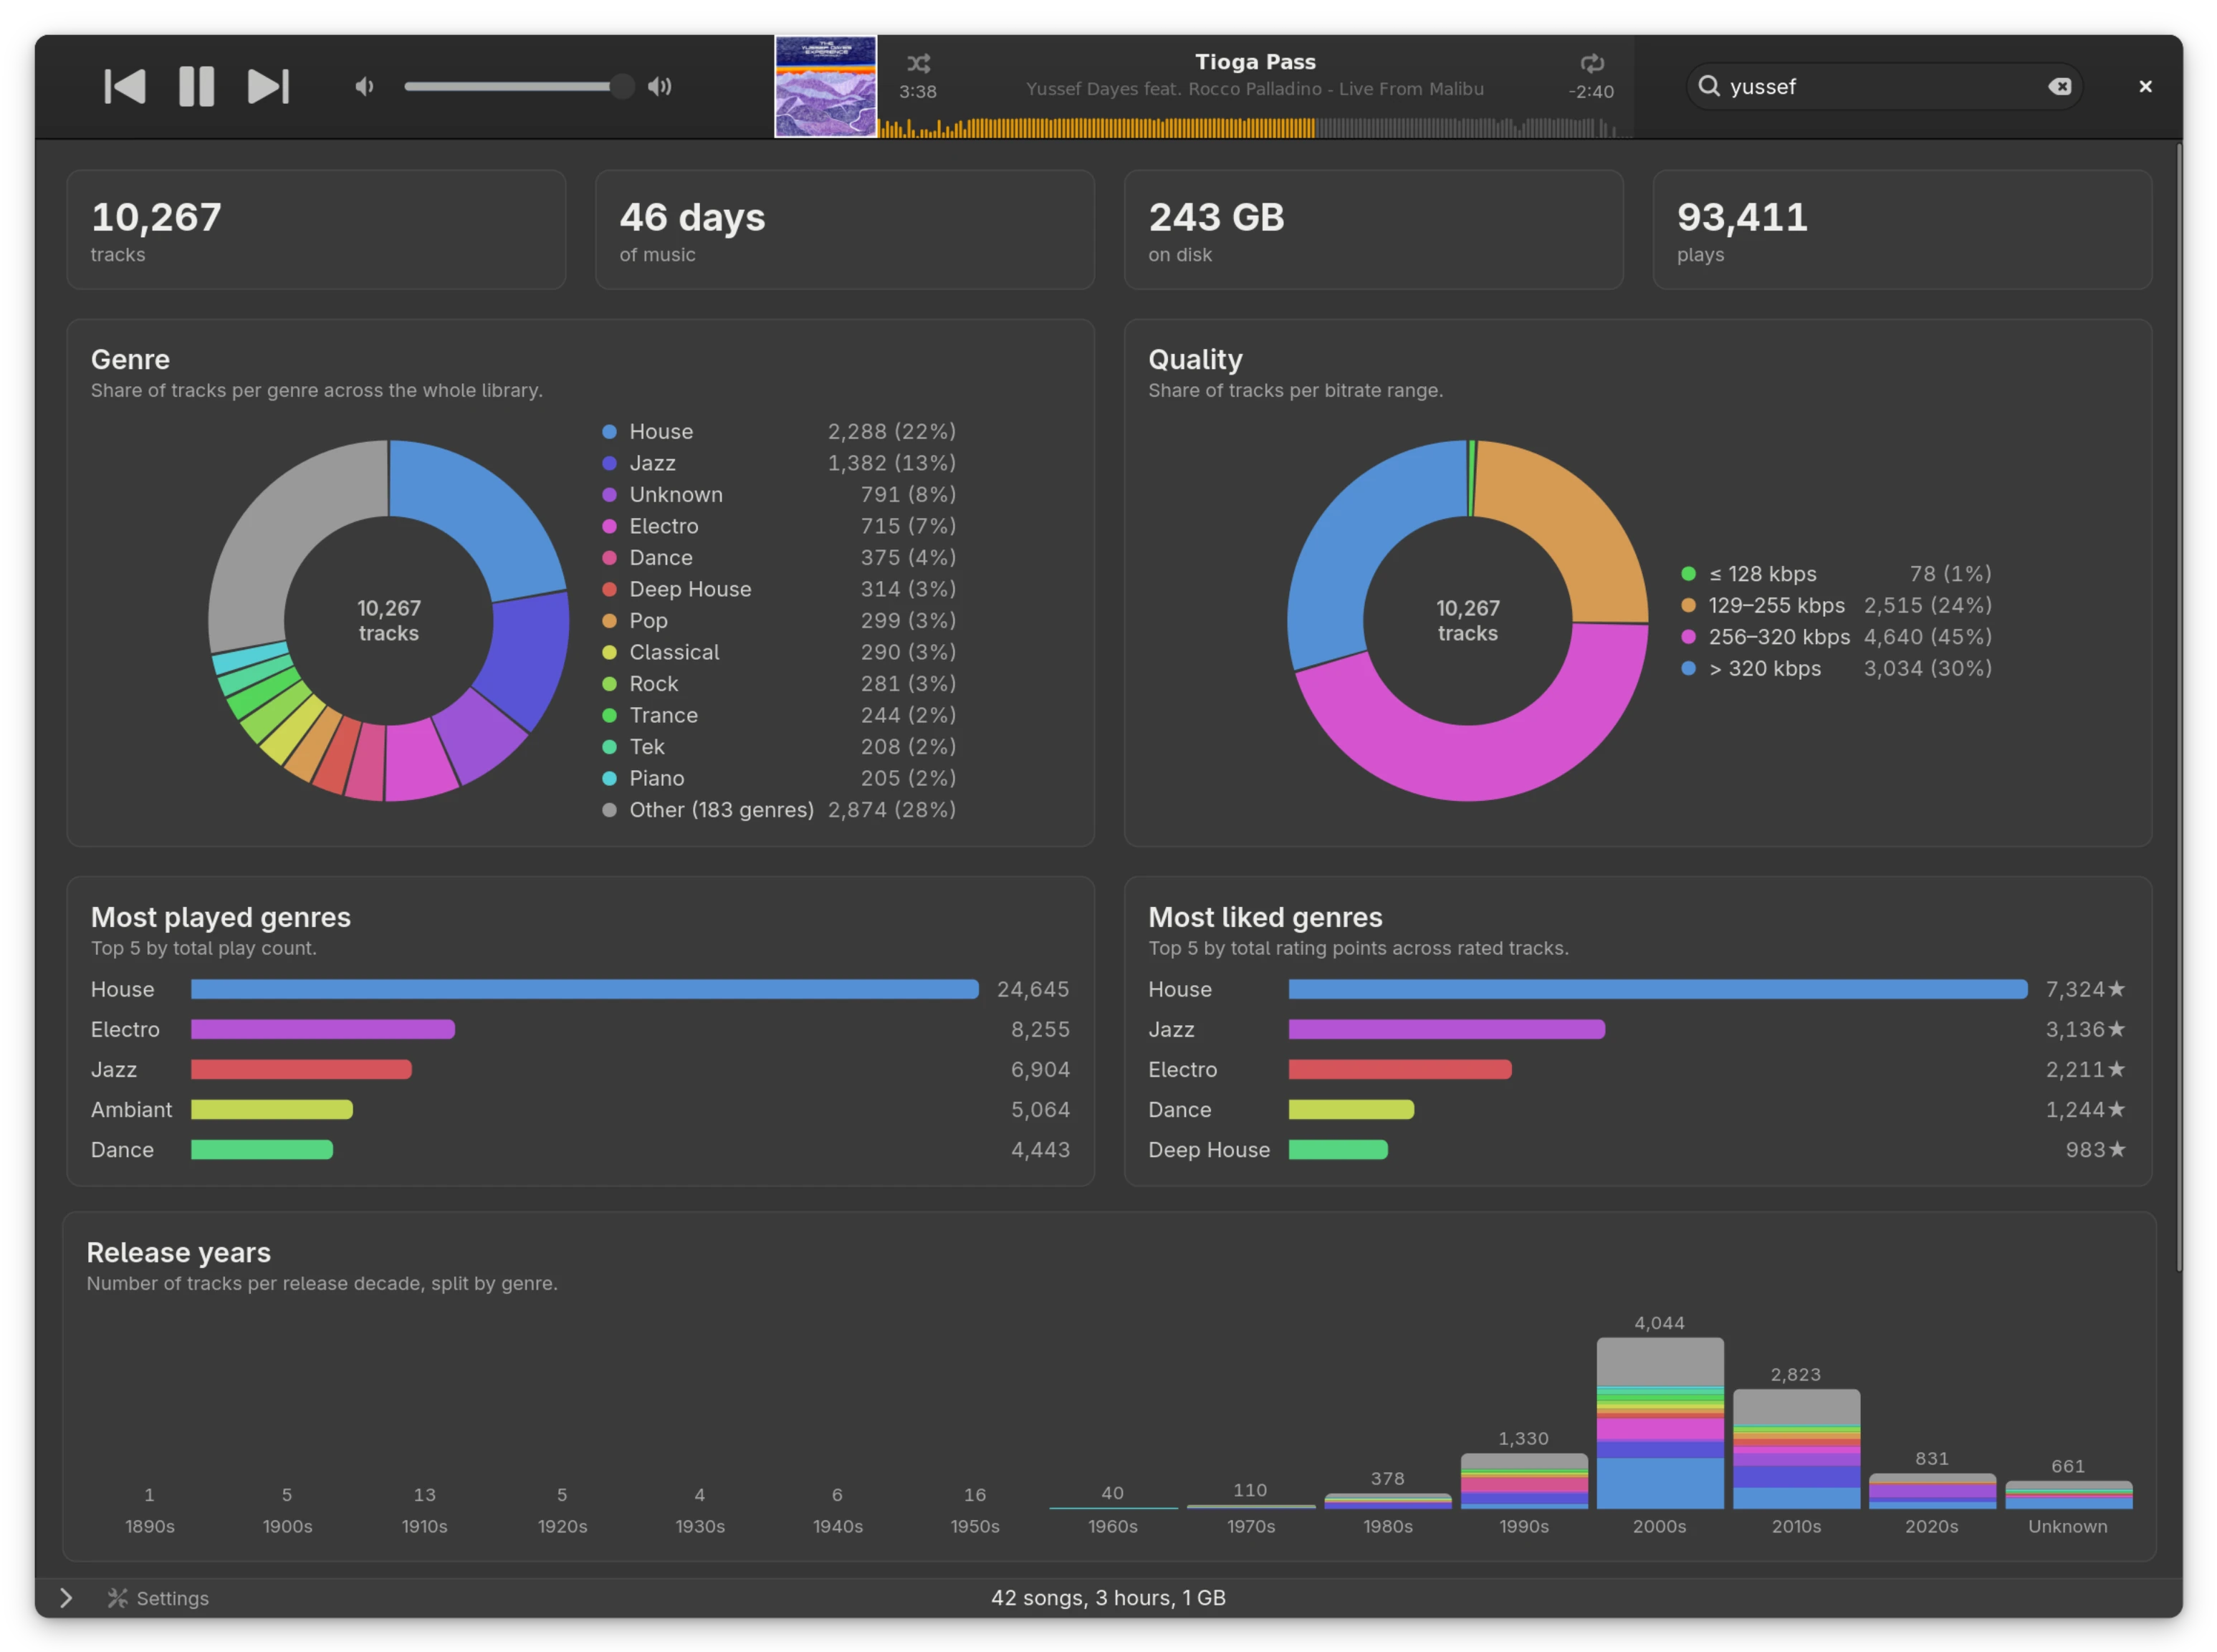 THE
YUSSEF DAYES
EXPERIENCE
Tioga Pass
3:38
Yussef Dayes feat. Rocco Palladino - Live From Malibu
-2:40
yussef
10,267
tracks
46 days
of music
243 GB
on disk
93,411
plays
Genre
Share of tracks per genre across the whole library.
10,267
tracks
House 2,288 (22%)
Jazz 1,382 (13%)
Unknown 791 (8%)
Electro 715 (7%)
Dance 375 (4%)
Deep House 314 (3%)
Pop 299 (3%)
Classical 290 (3%)
Rock 281 (3%)
Trance 244 (2%)
Tek 208 (2%)
Piano 205 (2%)
Other (183 genres) 2,874 (28%)
Quality
Share of tracks per bitrate range.
10,267
tracks
≤ 128 kbps 78 (1%)
129–255 kbps 2,515 (24%)
256–320 kbps 4,640 (45%)
> 320 kbps 3,034 (30%)
Most played genres
Top 5 by total play count.
House 24,645
Electro 8,255
Jazz 6,904
Ambiant 5,064
Dance 4,443
Most liked genres
Top 5 by total rating points across rated tracks.
House 7,324★
Jazz 3,136★
Electro 2,211★
Dance 1,244★
Deep House 983★
Release years
Number of tracks per release decade, split by genre.
1 5 13 5 4 6 16 40 110 378 1,330 4,044 2,823 831 661
1890s 1900s 1910s 1920s 1930s 1940s 1950s 1960s 1970s 1980s 1990s 2000s 2010s 2020s Unknown
Settings
42 songs, 3 hours, 1 GB